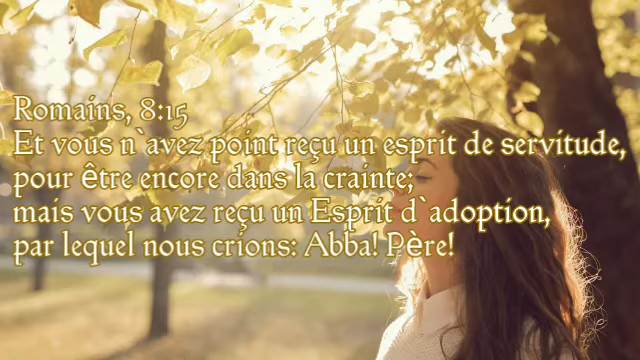 Romains, 8:15
Et vous n`avez point reçu un esprit de servitude,
pour être encore dans la crainte;
mais vous avez reçu un Esprit d`adoption,
par lequel nous crions: Abba! Père!